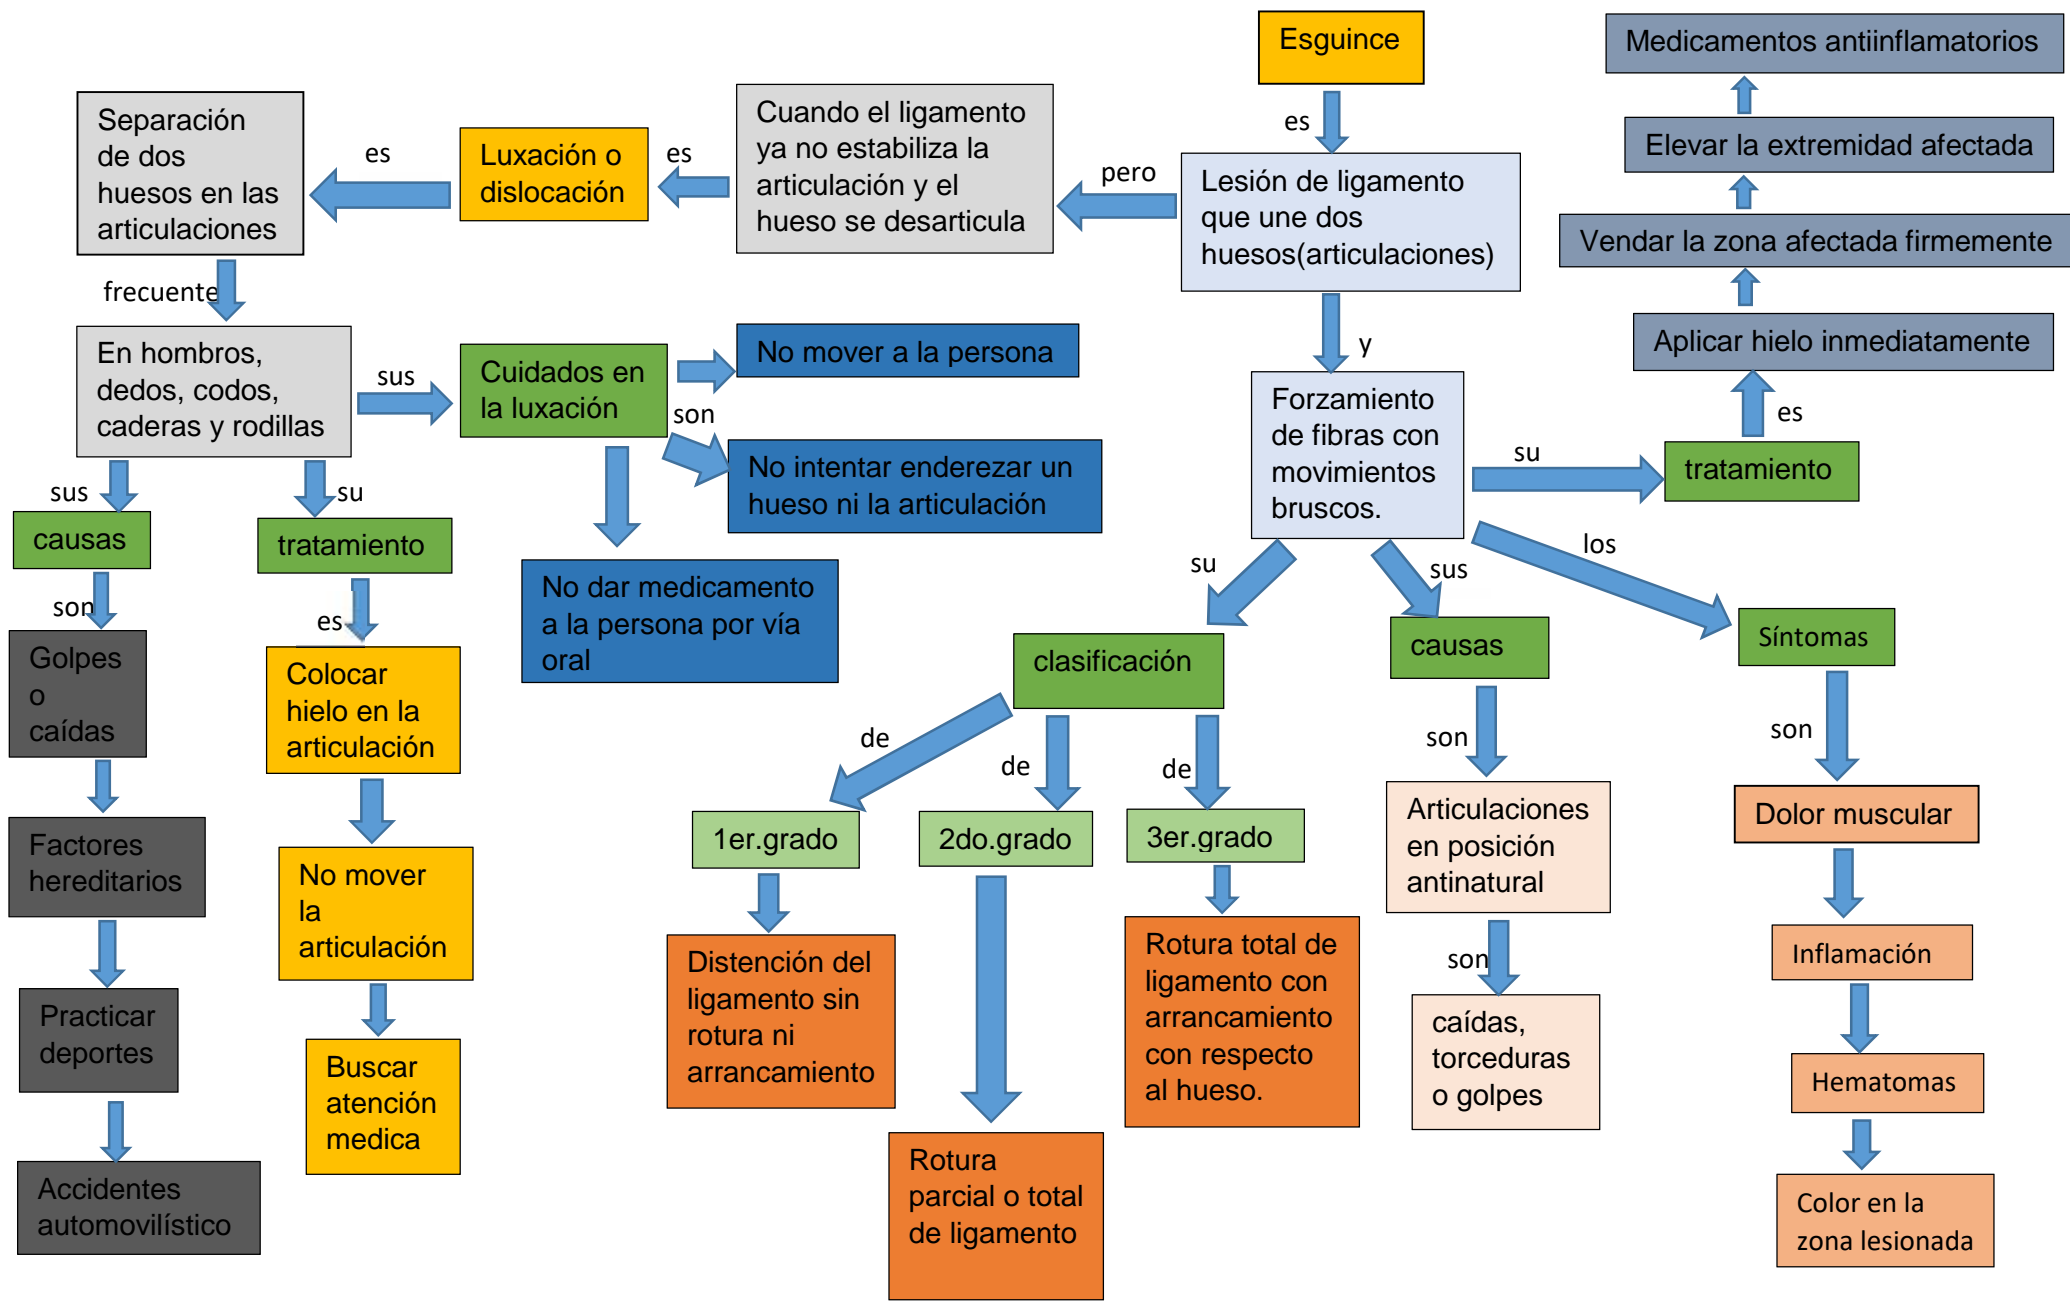 Esguince
es
Lesión de ligamento
que une dos
huesos(articulaciones)
pero
Cuando el ligamento
ya no estabiliza la
articulación y el
hueso se desarticula
es
Luxación o
dislocación
es
Separación
de dos
huesos en las
articulaciones
frecuente
En hombros,
dedos, codos,
caderas y rodillas
sus
Cuidados en
la luxación
son
No mover a la persona
No intentar enderezar un
hueso ni la articulación
No dar medicamento
a la persona por vía
oral
sus
causas
son
Golpes
o
caídas
Factores
hereditarios
Practicar
deportes
Accidentes
automovilístico
su
tratamiento
es
Colocar
hielo en la
articulación
No mover
la
articulación
Buscar
atención
medica
y
Forzamiento
de fibras con
movimientos
bruscos.
su
tratamiento
es
Aplicar hielo inmediatamente
Vendar la zona afectada firmemente
Elevar la extremidad afectada
Medicamentos antiinflamatorios
su
clasificación
de
1er.grado
Distención del
ligamento sin
rotura ni
arrancamiento
de
2do.grado
Rotura
parcial o total
de ligamento
de
3er.grado
Rotura total de
ligamento con
arrancamiento
con respecto
al hueso.
sus
causas
son
Articulaciones
en posición
antinatural
son
caídas,
torceduras
o golpes
los
Síntomas
son
Dolor muscular
Inflamación
Hematomas
Color en la
zona lesionada